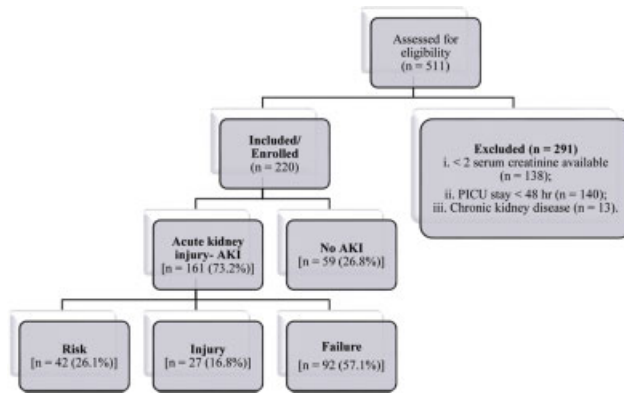 Assessed for
eligibility
(n = 511)
Included/
Enrolled
(n = 220)
Excluded (n = 291)
i. < 2 serum creatinine available
(n = 138);
ii. PICU stay < 48 hr (n = 140);
iii. Chronic kidney disease (n = 13).
Acute kidney
injury- AKI
[n = 161 (73.2%)]
No AKI
[n = 59 (26.8%)]
Risk
[n = 42 (26.1%)]
Injury
[n = 27 (16.8%)]
Failure
[n = 92 (57.1%)]